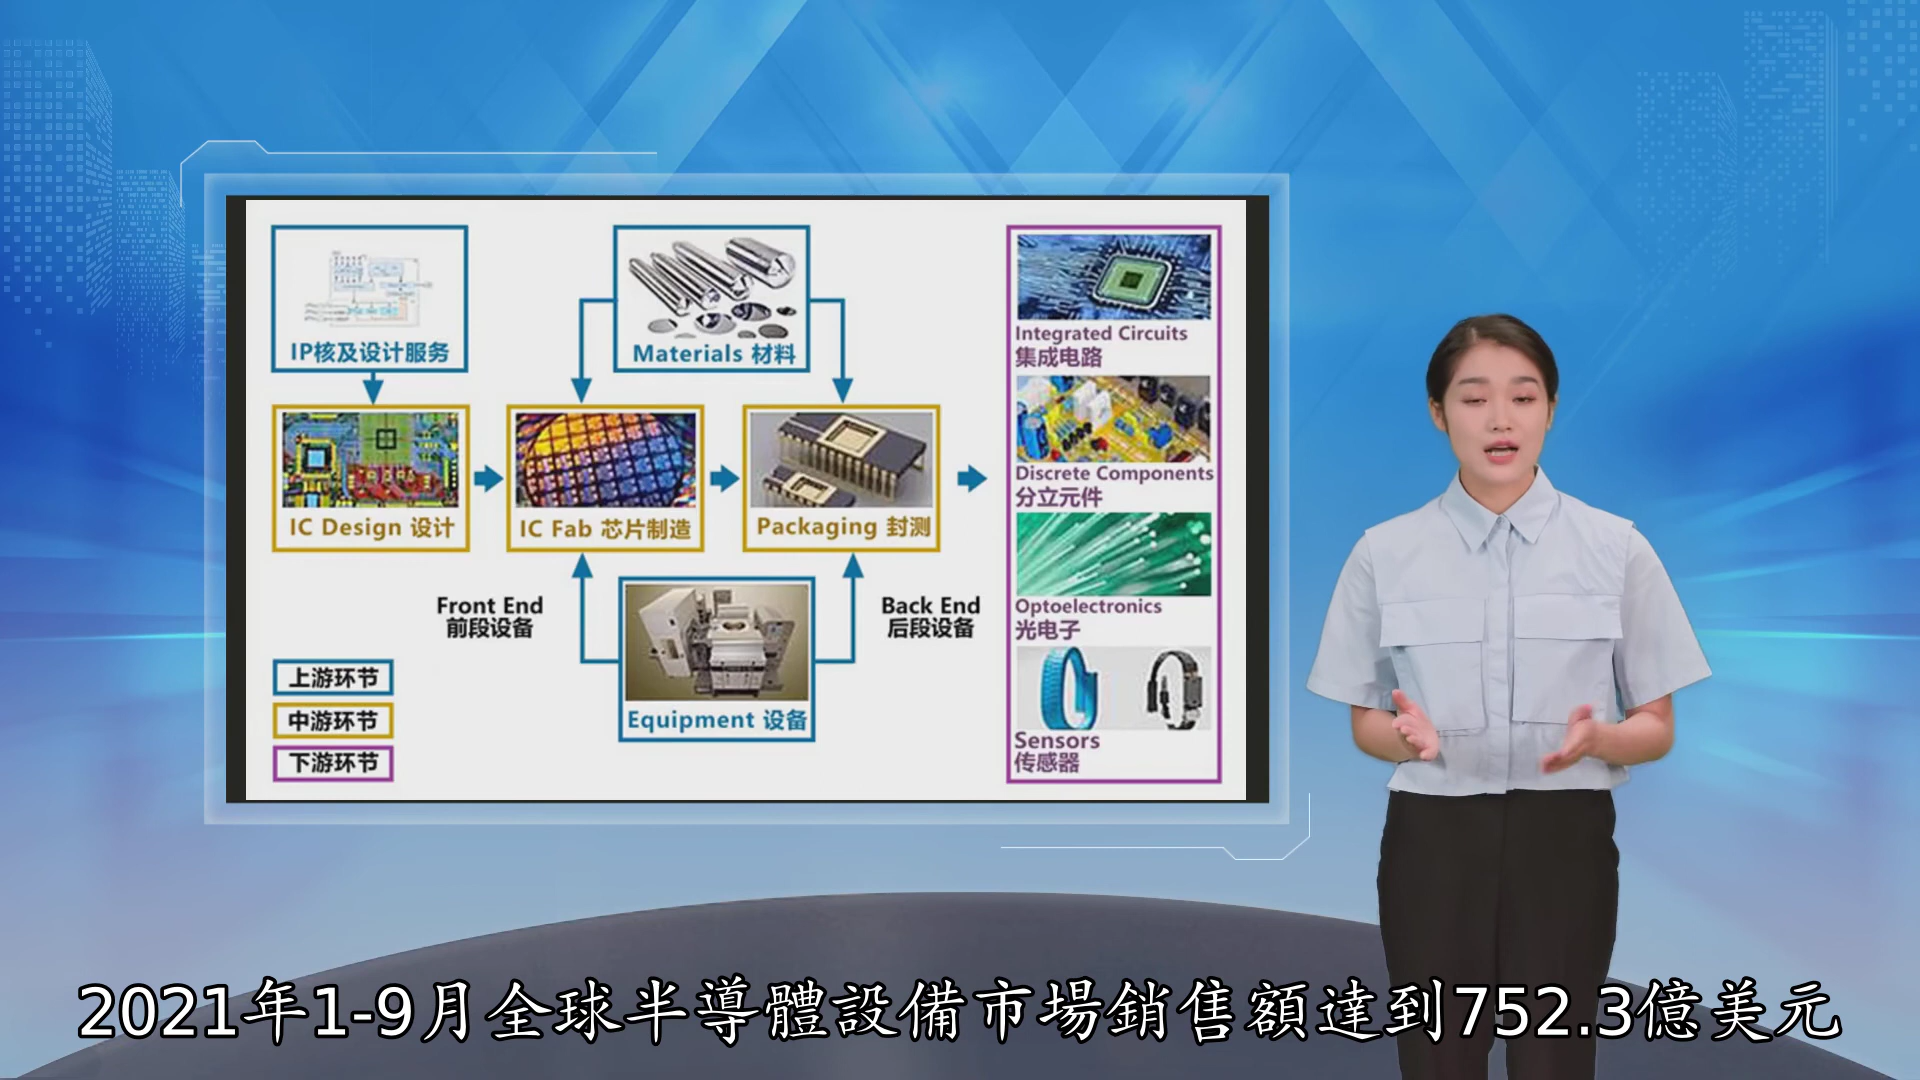 IP核及设计服务
Materials 材料
IC Design 设计
IC Fab 芯片制造
Packaging 封测
Front End
前段设备
Back End
后段设备
Equipment 设备
上游环节
中游环节
下游环节
Integrated Circuits
集成电路
Discrete Components
分立元件
Optoelectronics
光电子
Sensors
传感器
2021年1-9月全球半導體設備市場銷售額達到752.3億美元